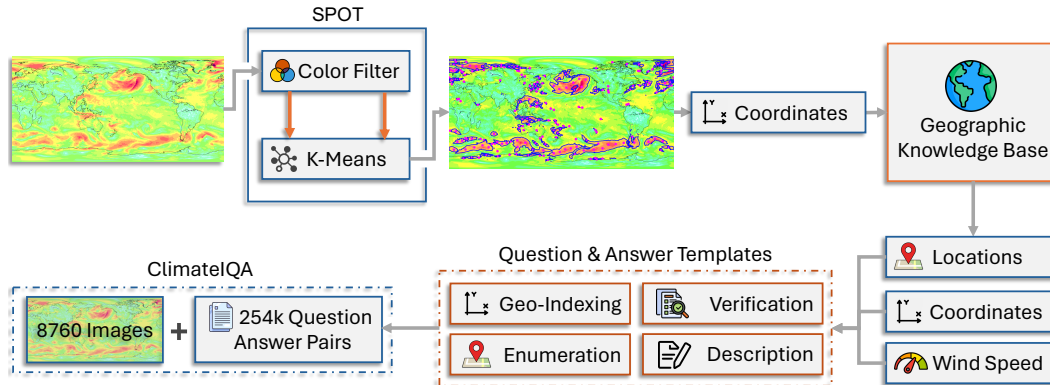 SPOT
Color Filter
K-Means
Y
X
Coordinates
Geographic
Knowledge Base
Locations
Y
X
Coordinates
Wind Speed
Question & Answer Templates
Y
X
Geo-Indexing
Verification
Enumeration
Description
ClimateIQA
8760 Images
+
254k Question
Answer Pairs